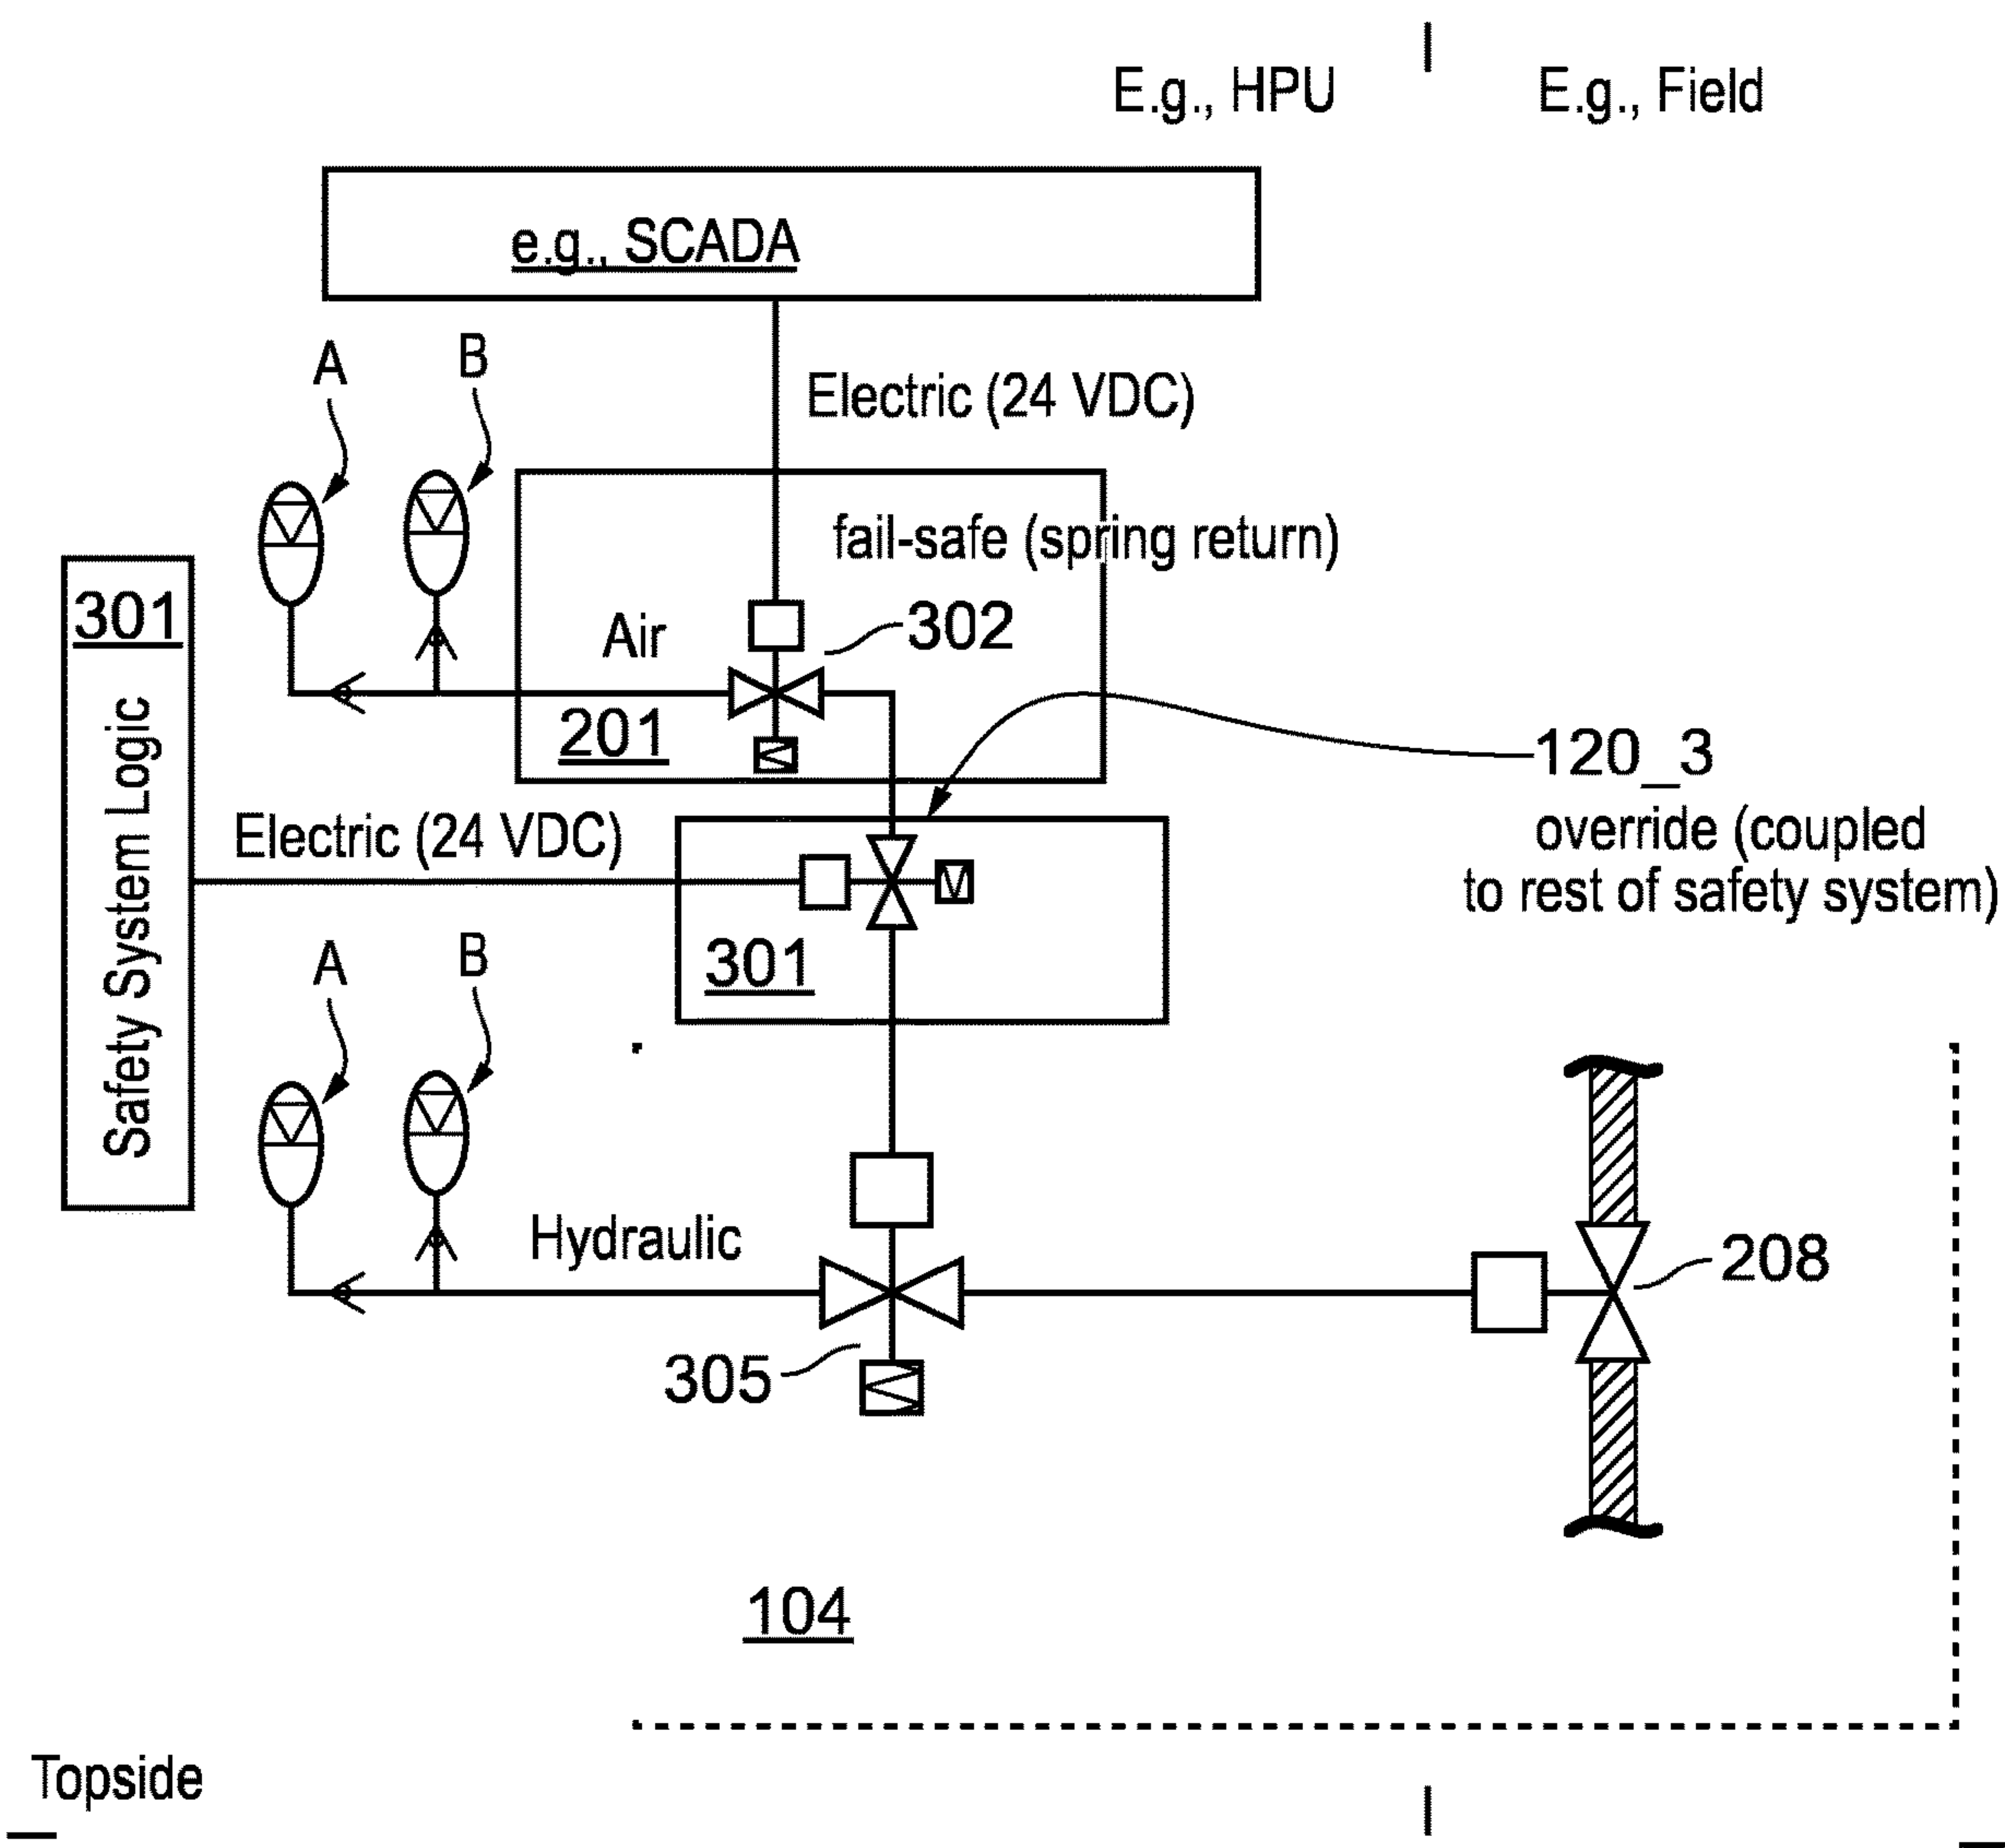 E.g., HPU
E.g., Field
e.g., SCADA
A
B
Electric (24 VDC)
fail-safe (spring return)
301
Safety System Logic
Air
302
201
120_3
override (coupled
to rest of safety system)
Electric (24 VDC)
301
A
B
Hydraulic
208
305
104
Topside